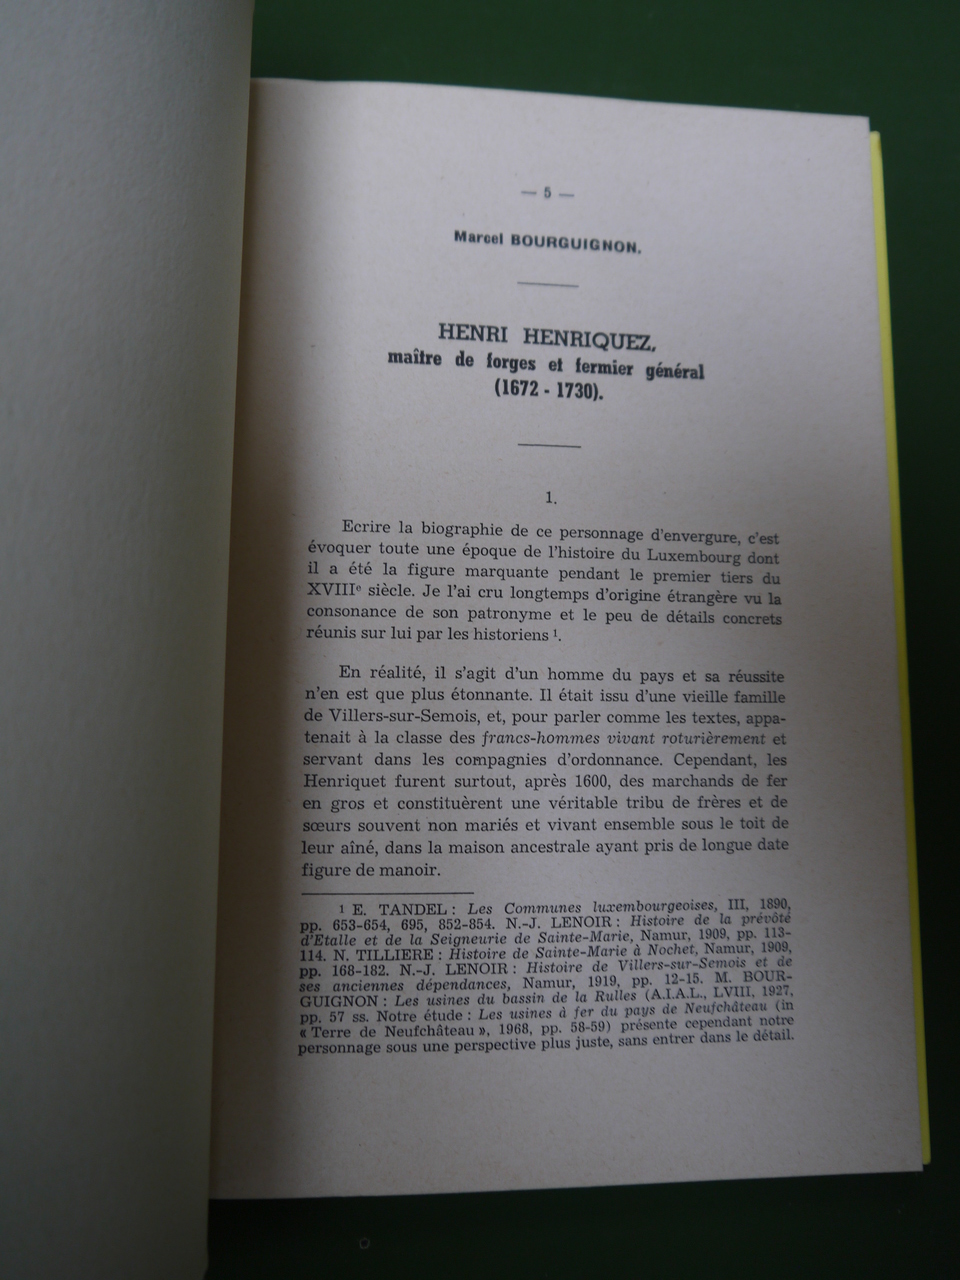 — 5 —
Marcel BOURGUIGNON.
HENRI HENRIQUEZ,
maître de forges et fermier général
(1672 - 1730).
1.
Ecrire la biographie de ce personnage d'envergure, c'est
évoquer toute une époque de l'histoire du Luxembourg dont
il a été la figure marquante pendant le premier tiers du
XVIIIe siècle. Je l'ai cru longtemps d'origine étrangère vu la
consonance de son patronyme et le peu de détails concrets
réunis sur lui par les historiens 1.
En réalité, il s'agit d'un homme du pays et sa réussite
n'en est que plus étonnante. Il était issu d'une vieille famille
de Villers-sur-Semois, et, pour parler comme les textes, appa-
tenait à la classe des francs-hommes vivant roturièrement et
servant dans les compagnies d'ordonnance. Cependant, les
Henriquet furent surtout, après 1600, des marchands de fer
en gros et constituèrent une véritable tribu de frères et de
sœurs souvent non mariés et vivant ensemble sous le toit de
leur aîné, dans la maison ancestrale ayant pris de longue date
figure de manoir.
1 E. TANDEL : Les Communes luxembourgeoises, III, 1890,
pp. 653-654, 695, 852-854. N.-J. LENOIR : Histoire de la prévôté
d'Etalle et de la Seigneurie de Sainte-Marie, Namur, 1909, pp. 113-
114. N. TILLIERE : Histoire de Sainte-Marie à Nochet, Namur, 1909,
pp. 168-182. N.-J. LENOIR : Histoire de Villers-sur-Semois et de
ses anciennes dépendances, Namur, 1919, pp. 12-15. M. BOUR-
GUIGNON : Les usines du bassin de la Rulles (A.I.A.L., LVIII, 1927,
pp. 57 ss. Notre étude : Les usines à fer du pays de Neufchâteau (in
« Terre de Neufchâteau », 1968, pp. 58-59) présente cependant notre
personnage sous une perspective plus juste, sans entrer dans le détail.